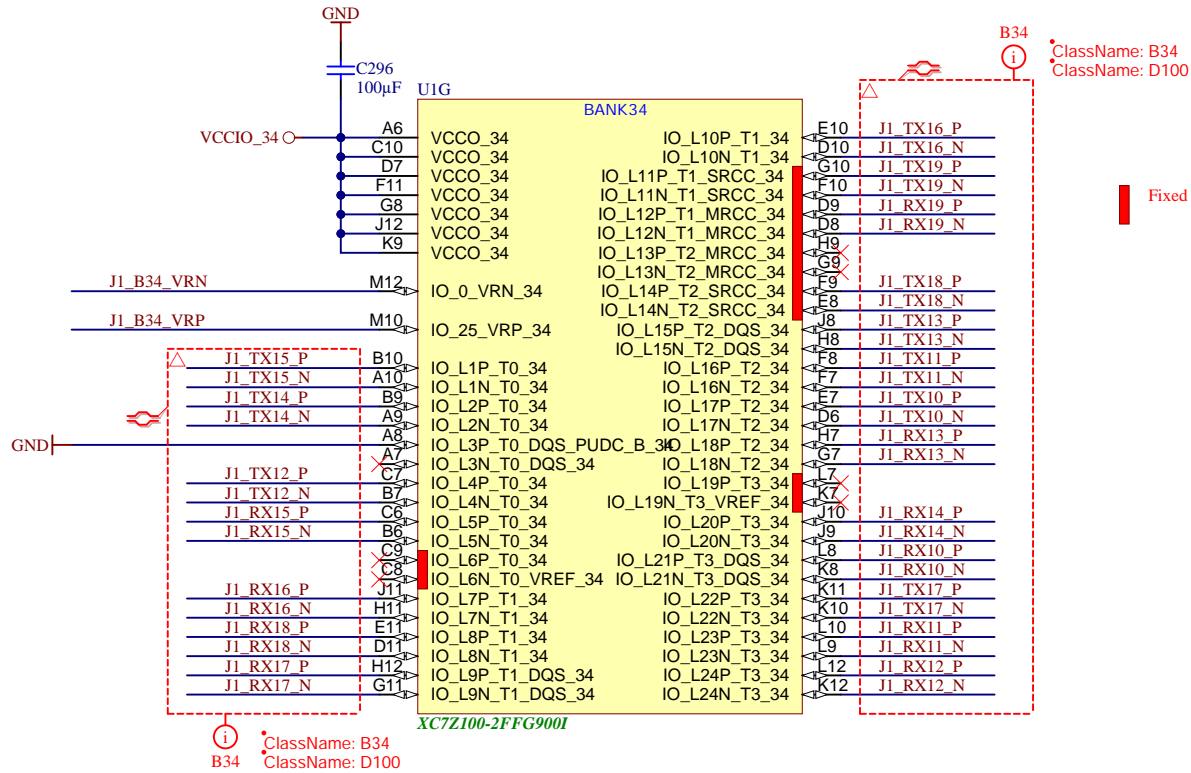 GND
B34
ClassName: B34
ClassName: D100
C296
100µF
U1G
BANK34
VCCIO_34
A6 VCCO_34
C10 VCCO_34
D7 VCCO_34
F11 VCCO_34
G8 VCCO_34
J12 VCCO_34
K9 VCCO_34
J1_B34_VRN M12 IO_0_VRN_34
J1_B34_VRP M10 IO_25_VRP_34
J1_TX15_P B10 IO_L1P_T0_34
J1_TX15_N A10 IO_L1N_T0_34
J1_TX14_P B9 IO_L2P_T0_34
J1_TX14_N A9 IO_L2N_T0_34
GND A8 IO_L3P_T0_DQS_PUDC_B_34
A7 IO_L3N_T0_DQS_34
J1_TX12_P C7 IO_L4P_T0_34
J1_TX12_N B7 IO_L4N_T0_34
J1_RX15_P C6 IO_L5P_T0_34
J1_RX15_N B6 IO_L5N_T0_34
C9 IO_L6P_T0_34
C8 IO_L6N_T0_VREF_34
J1_RX16_P J11 IO_L7P_T1_34
J1_RX16_N H11 IO_L7N_T1_34
J1_RX18_P E11 IO_L8P_T1_34
J1_RX18_N D11 IO_L8N_T1_34
J1_RX17_P H12 IO_L9P_T1_DQS_34
J1_RX17_N G11 IO_L9N_T1_DQS_34
IO_L10P_T1_34 E10 J1_TX16_P
IO_L10N_T1_34 D10 J1_TX16_N
IO_L11P_T1_SRCC_34 G10 J1_TX19_P
IO_L11N_T1_SRCC_34 F10 J1_TX19_N
IO_L12P_T1_MRCC_34 D9 J1_RX19_P
IO_L12N_T1_MRCC_34 D8 J1_RX19_N
IO_L13P_T2_MRCC_34 H9
IO_L13N_T2_MRCC_34 G9
IO_L14P_T2_SRCC_34 F9 J1_TX18_P
IO_L14N_T2_SRCC_34 E8 J1_TX18_N
IO_L15P_T2_DQS_34 J8 J1_TX13_P
IO_L15N_T2_DQS_34 H8 J1_TX13_N
IO_L16P_T2_34 F8 J1_TX11_P
IO_L16N_T2_34 F7 J1_TX11_N
IO_L17P_T2_34 E7 J1_TX10_P
IO_L17N_T2_34 D6 J1_TX10_N
IO_L18P_T2_34 H7 J1_RX13_P
IO_L18N_T2_34 G7 J1_RX13_N
IO_L19P_T3_34 L7
IO_L19N_T3_VREF_34 K7
IO_L20P_T3_34 J10 J1_RX14_P
IO_L20N_T3_34 J9 J1_RX14_N
IO_L21P_T3_DQS_34 L8 J1_RX10_P
IO_L21N_T3_DQS_34 K8 J1_RX10_N
IO_L22P_T3_34 K11 J1_TX17_P
IO_L22N_T3_34 K10 J1_TX17_N
IO_L23P_T3_34 L10 J1_RX11_P
IO_L23N_T3_34 L9 J1_RX11_N
IO_L24P_T3_34 L12 J1_RX12_P
IO_L24N_T3_34 K12 J1_RX12_N
Fixed
XC7Z100-2FFG900I
i
i
B34
ClassName: B34
ClassName: D100